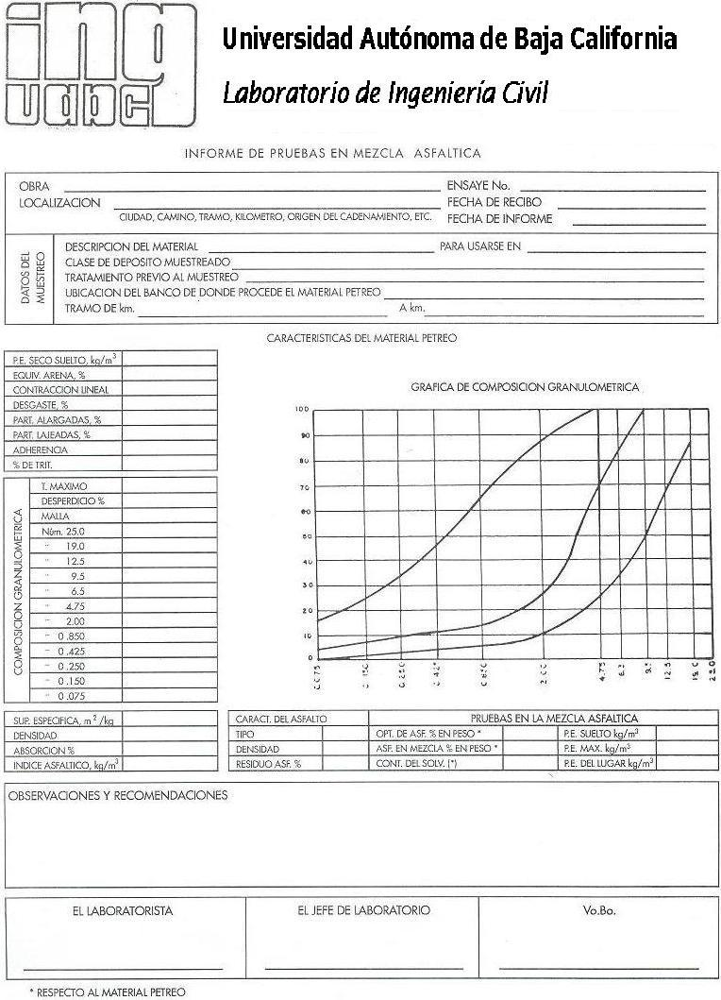 ing
uabc
Universidad Autónoma de Baja California
Laboratorio de Ingeniería Civil
INFORME DE PRUEBAS EN MEZCLA ASFALTICA
OBRA
ENSAYE No.
LOCALIZACION
FECHA DE RECIBO
CIUDAD, CAMINO, TRAMO, KILOMETRO, ORIGEN DEL CADENAMIENTO, ETC.
FECHA DE INFORME
DATOS DEL
MUESTREO
DESCRIPCION DEL MATERIAL
PARA USARSE EN
CLASE DE DEPOSITO MUESTREADO
TRATAMIENTO PREVIO AL MUESTREO
UBICACION DEL BANCO DE DONDE PROCEDE EL MATERIAL PETREO
TRAMO DE km.
A km.
CARACTERISTICAS DEL MATERIAL PETREO
P.E. SECO SUELTO, kg/m³
EQUIV. ARENA, %
CONTRACCION LINEAL
DESGASTE, %
PART. ALARGADAS, %
PART. LAJEADAS, %
ADHERENCIA
% DE TRIT.
COMPOSICION GRANULOMETRICA
T. MAXIMO
DESPERDICIO %
MALLA
Núm. 25.0
" 19.0
" 12.5
" 9.5
" 6.5
" 4.75
" 2.00
" 0.850
" 0.425
" 0.250
" 0.150
" 0.075
GRAFICA DE COMPOSICION GRANULOMETRICA
100
90
80
70
60
50
40
30
20
10
0
0.075
0.150
0.250
0.850
2.00
4.75
6.3
9.5
12.5
19.0
25.0
SUP. ESPECIFICA, m²/kg
DENSIDAD
ABSORCION %
INDICE ASFALTICO, kg/m³
CARACT. DEL ASFALTO
PRUEBAS EN LA MEZCLA ASFALTICA
TIPO
OPT. DE ASF. % EN PESO *
P.E. SUELTO kg/m³
DENSIDAD
ASF. EN MEZCLA % EN PESO *
P.E. MAX. kg/m³
RESIDUO ASF. %
CONT. DEL SOLV. (*)
P.E. DEL LUGAR kg/m³
OBSERVACIONES Y RECOMENDACIONES
EL LABORATORISTA
EL JEFE DE LABORATORIO
Vo.Bo.
* RESPECTO AL MATERIAL PETREO